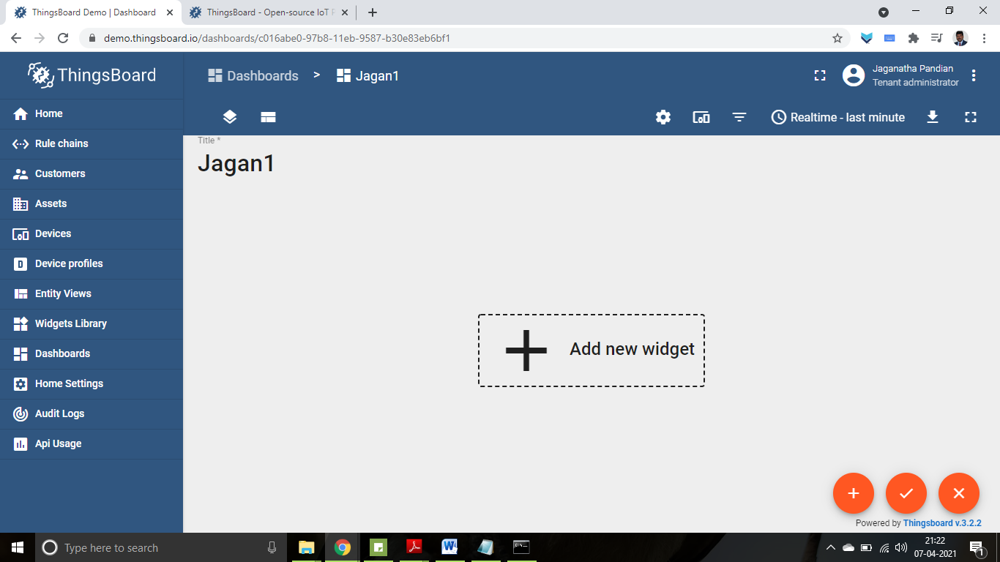 ThingsBoard Demo | Dashboard
ThingsBoard - Open-source IoT P
demo.thingsboard.io/dashboards/c016abe0-97b8-11eb-9587-b30e83eb6bf1
ThingsBoard
Dashboards > Jagan1
Jaganatha Pandian
Tenant administrator
Realtime - last minute
Home
Rule chains
Customers
Assets
Devices
Device profiles
Entity Views
Widgets Library
Dashboards
Home Settings
Audit Logs
Api Usage
Title *
Jagan1
Add new widget
Powered by Thingsboard v.3.2.2
Type here to search
21:22
07-04-2021
1